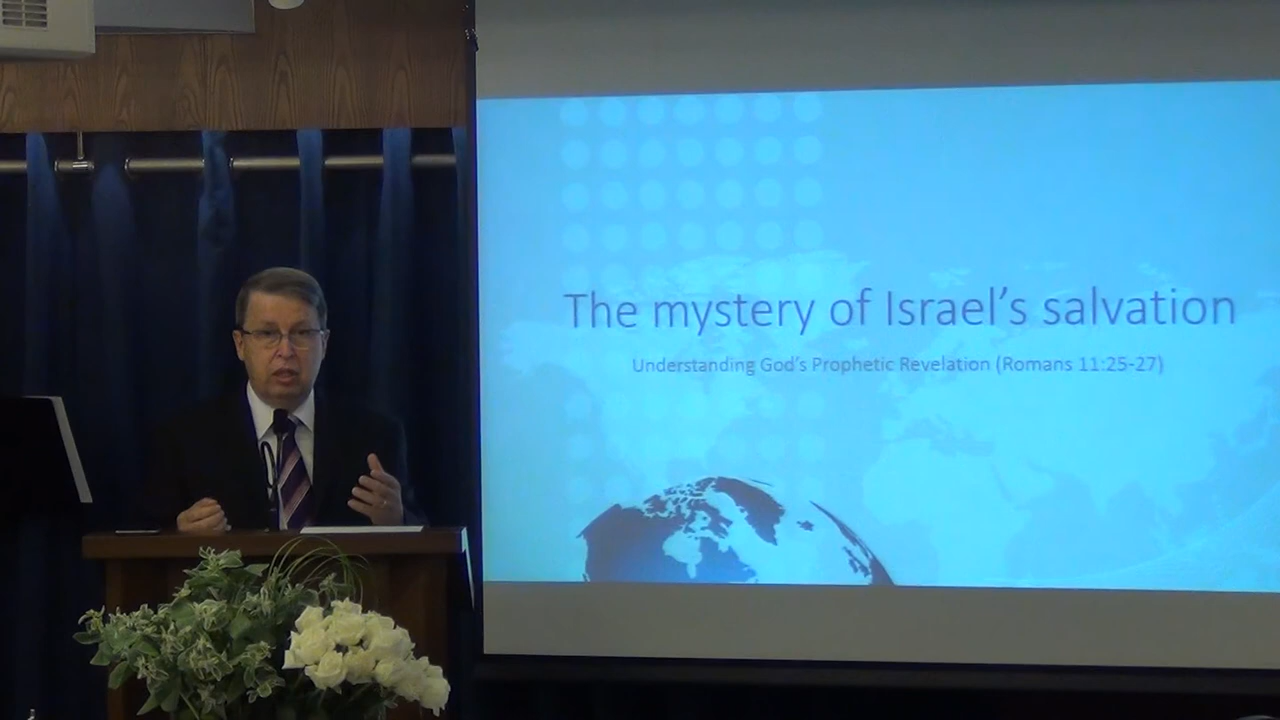 The mystery of Israel's salvation
Understanding God's Prophetic Revelation (Romans 11:25-27)